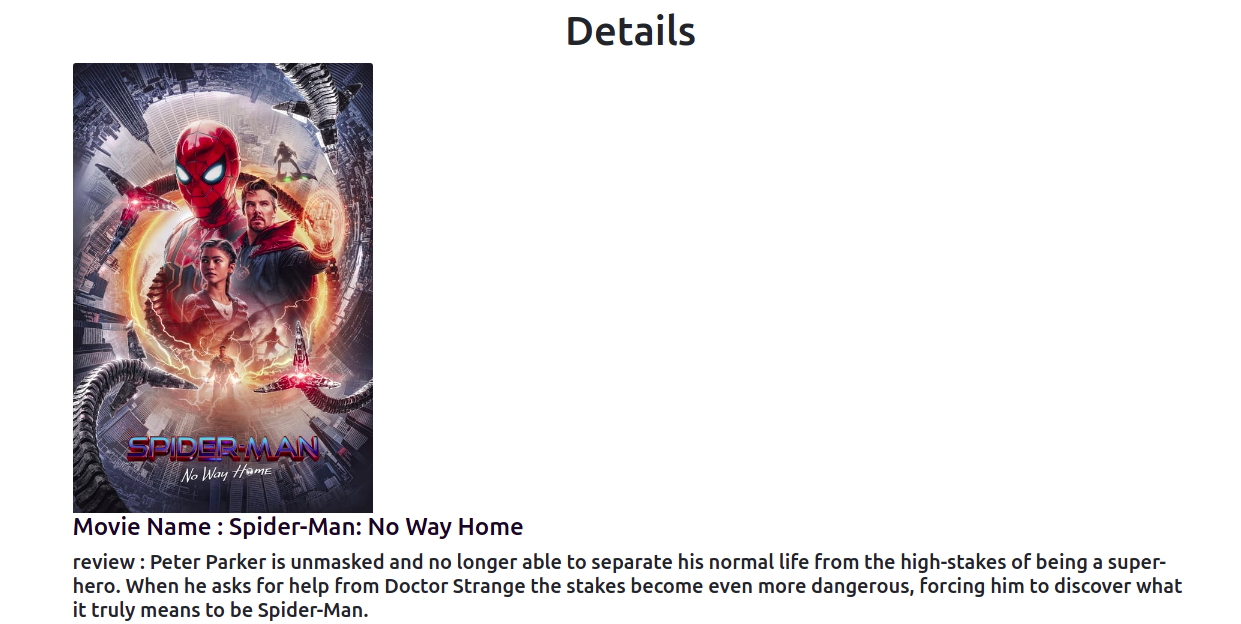 Details
SPIDER-MAN
No Way Home
Movie Name : Spider-Man: No Way Home
review : Peter Parker is unmasked and no longer able to separate his normal life from the high-stakes of being a super-
hero. When he asks for help from Doctor Strange the stakes become even more dangerous, forcing him to discover what
it truly means to be Spider-Man.